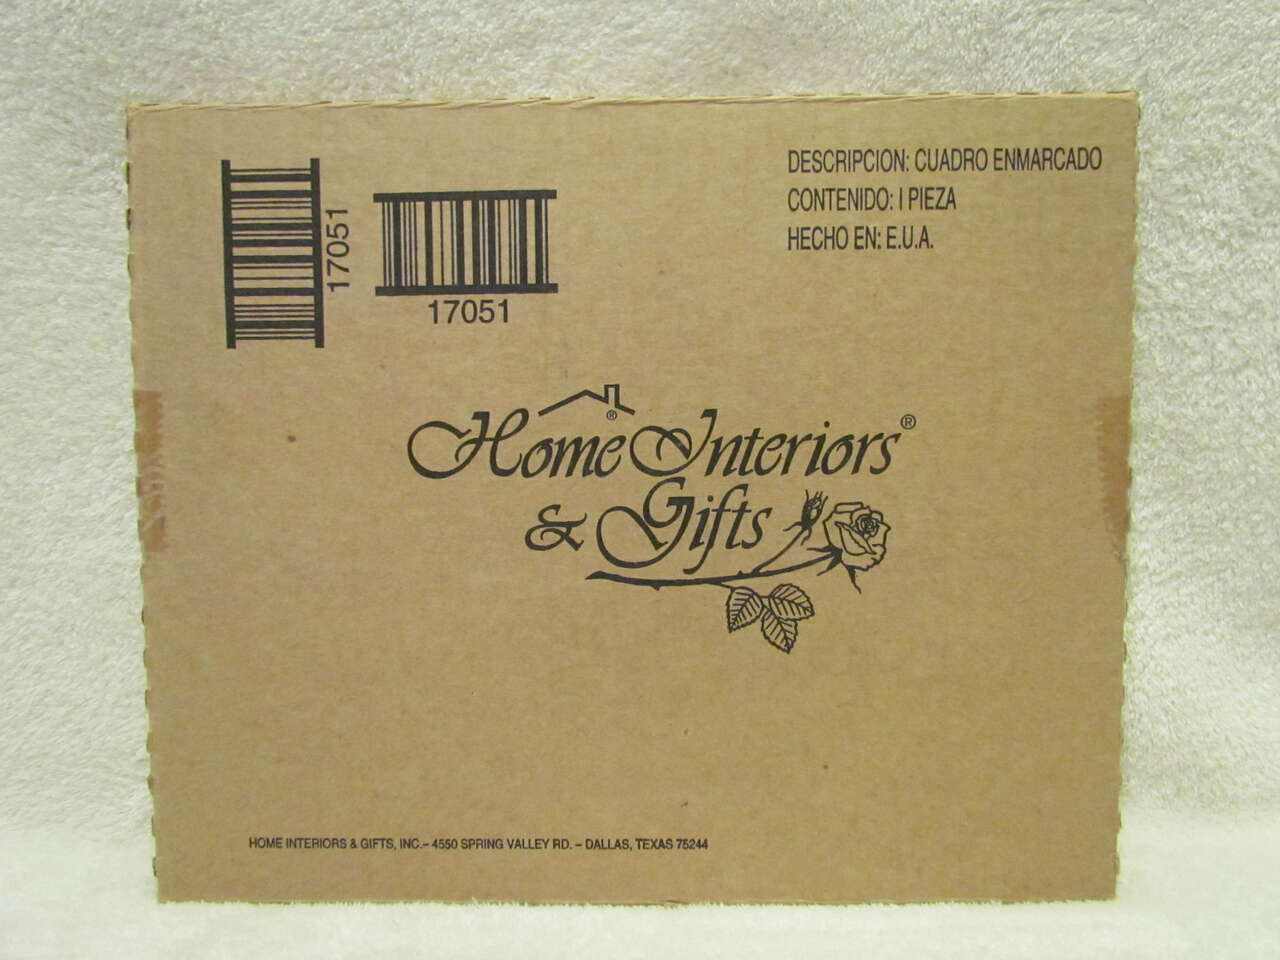 17051
17051
DESCRIPCION: CUADRO ENMARCADO
CONTENIDO: I PIEZA
HECHO EN: E.U.A.
Home Interiors®
& Gifts
HOME INTERIORS & GIFTS, INC.– 4550 SPRING VALLEY RD. – DALLAS, TEXAS 75244